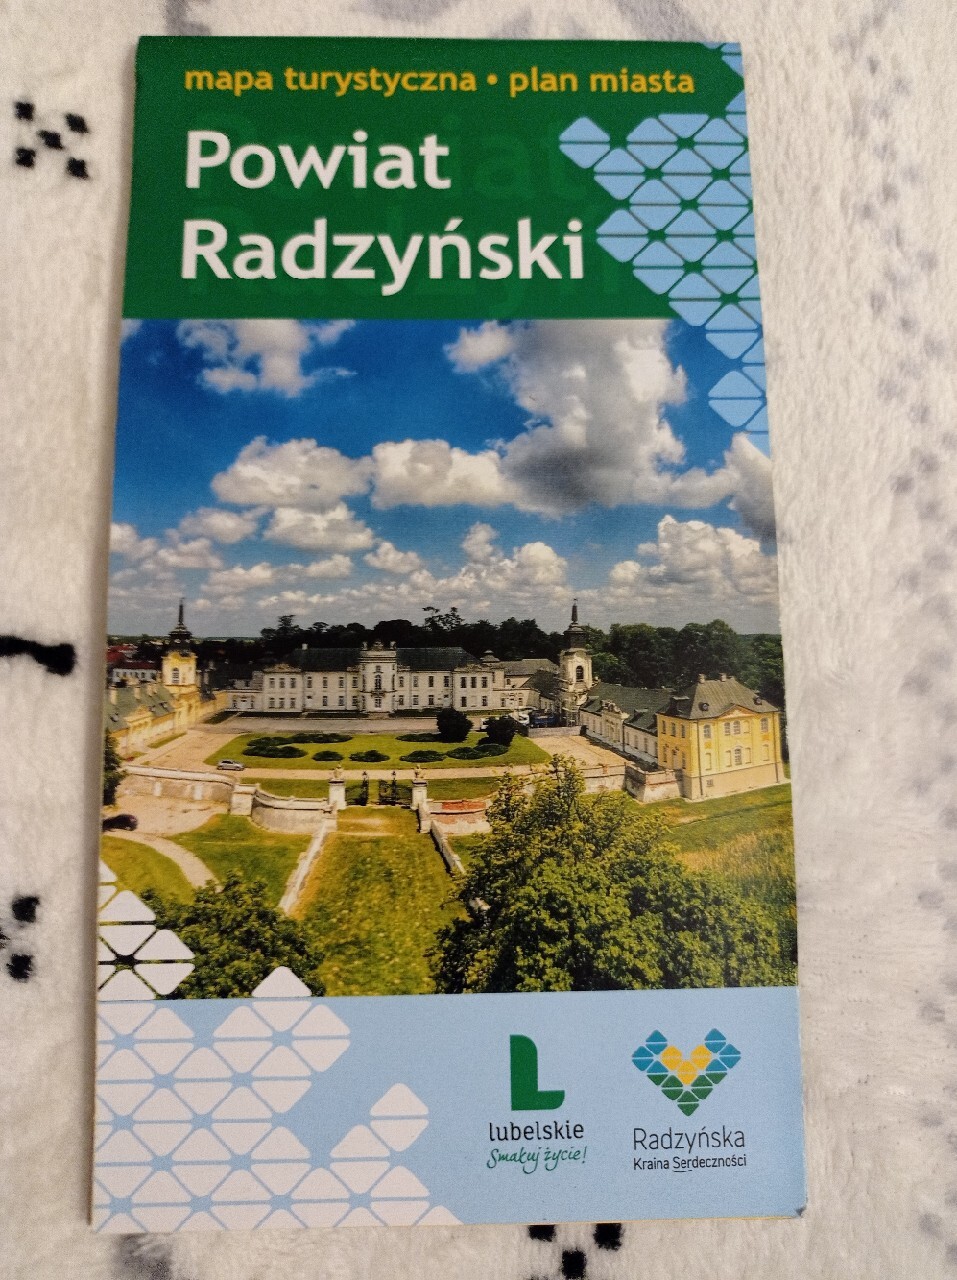 mapa turystyczna • plan miasta
Powiat
Radzyński
lubelskie
Smakuj życie!
Radzyńska
Kraina Serdeczności